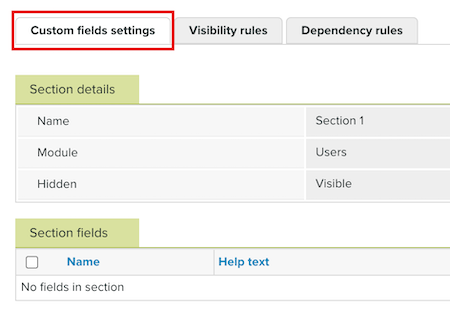 Custom fields settings Visibility rules Dependency rules
Section details
Name Section 1
Module Users
Hidden Visible
Section fields
Name Help text
No fields in section